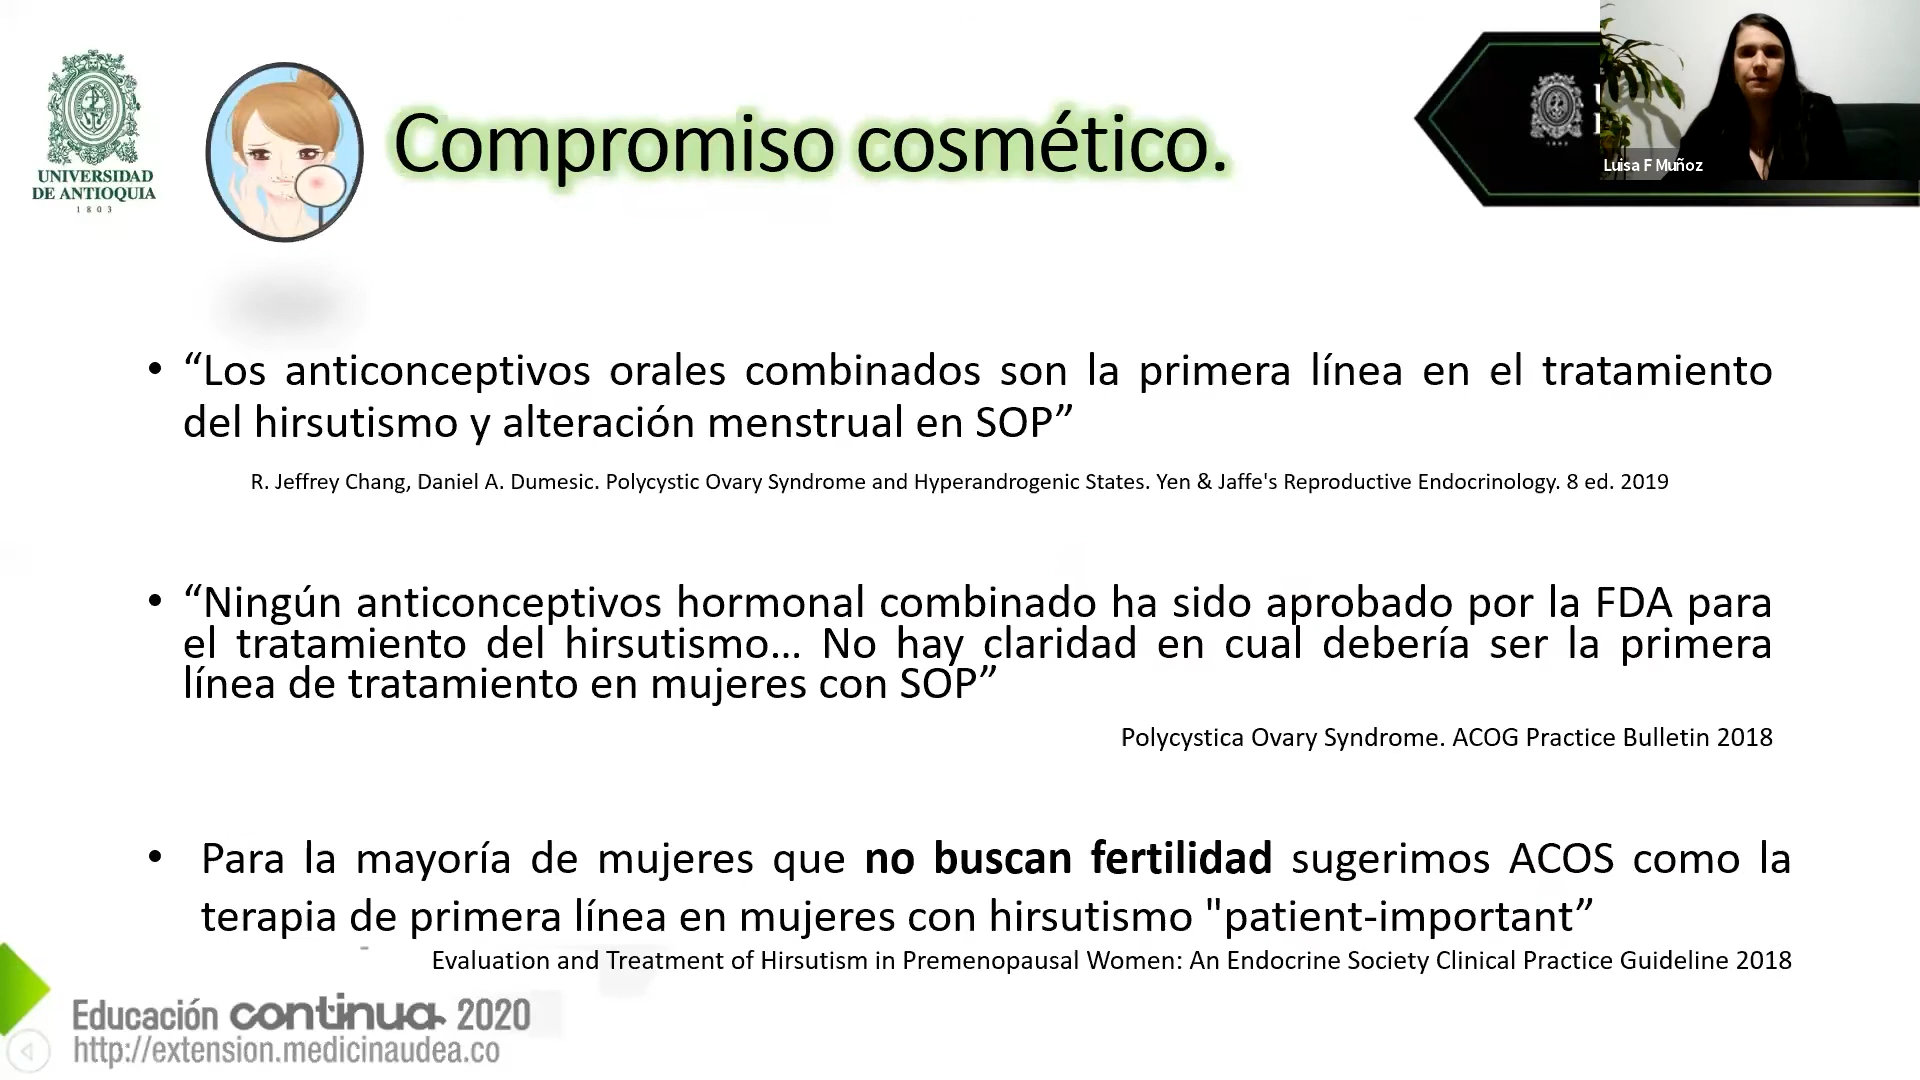 UNIVERSIDAD
DE ANTIOQUIA
1803
Compromiso cosmético.
Luisa F Muñoz
• “Los anticonceptivos orales combinados son la primera línea en el tratamiento
del hirsutismo y alteración menstrual en SOP”
R. Jeffrey Chang, Daniel A. Dumesic. Polycystic Ovary Syndrome and Hyperandrogenic States. Yen & Jaffe's Reproductive Endocrinology. 8 ed. 2019
• “Ningún anticonceptivos hormonal combinado ha sido aprobado por la FDA para
el tratamiento del hirsutismo... No hay claridad en cual debería ser la primera
línea de tratamiento en mujeres con SOP”
Polycystica Ovary Syndrome. ACOG Practice Bulletin 2018
• Para la mayoría de mujeres que no buscan fertilidad sugerimos ACOS como la
terapia de primera línea en mujeres con hirsutismo "patient-important”
Evaluation and Treatment of Hirsutism in Premenopausal Women: An Endocrine Society Clinical Practice Guideline 2018
Educación continua 2020
http://extension.medicinaudea.co